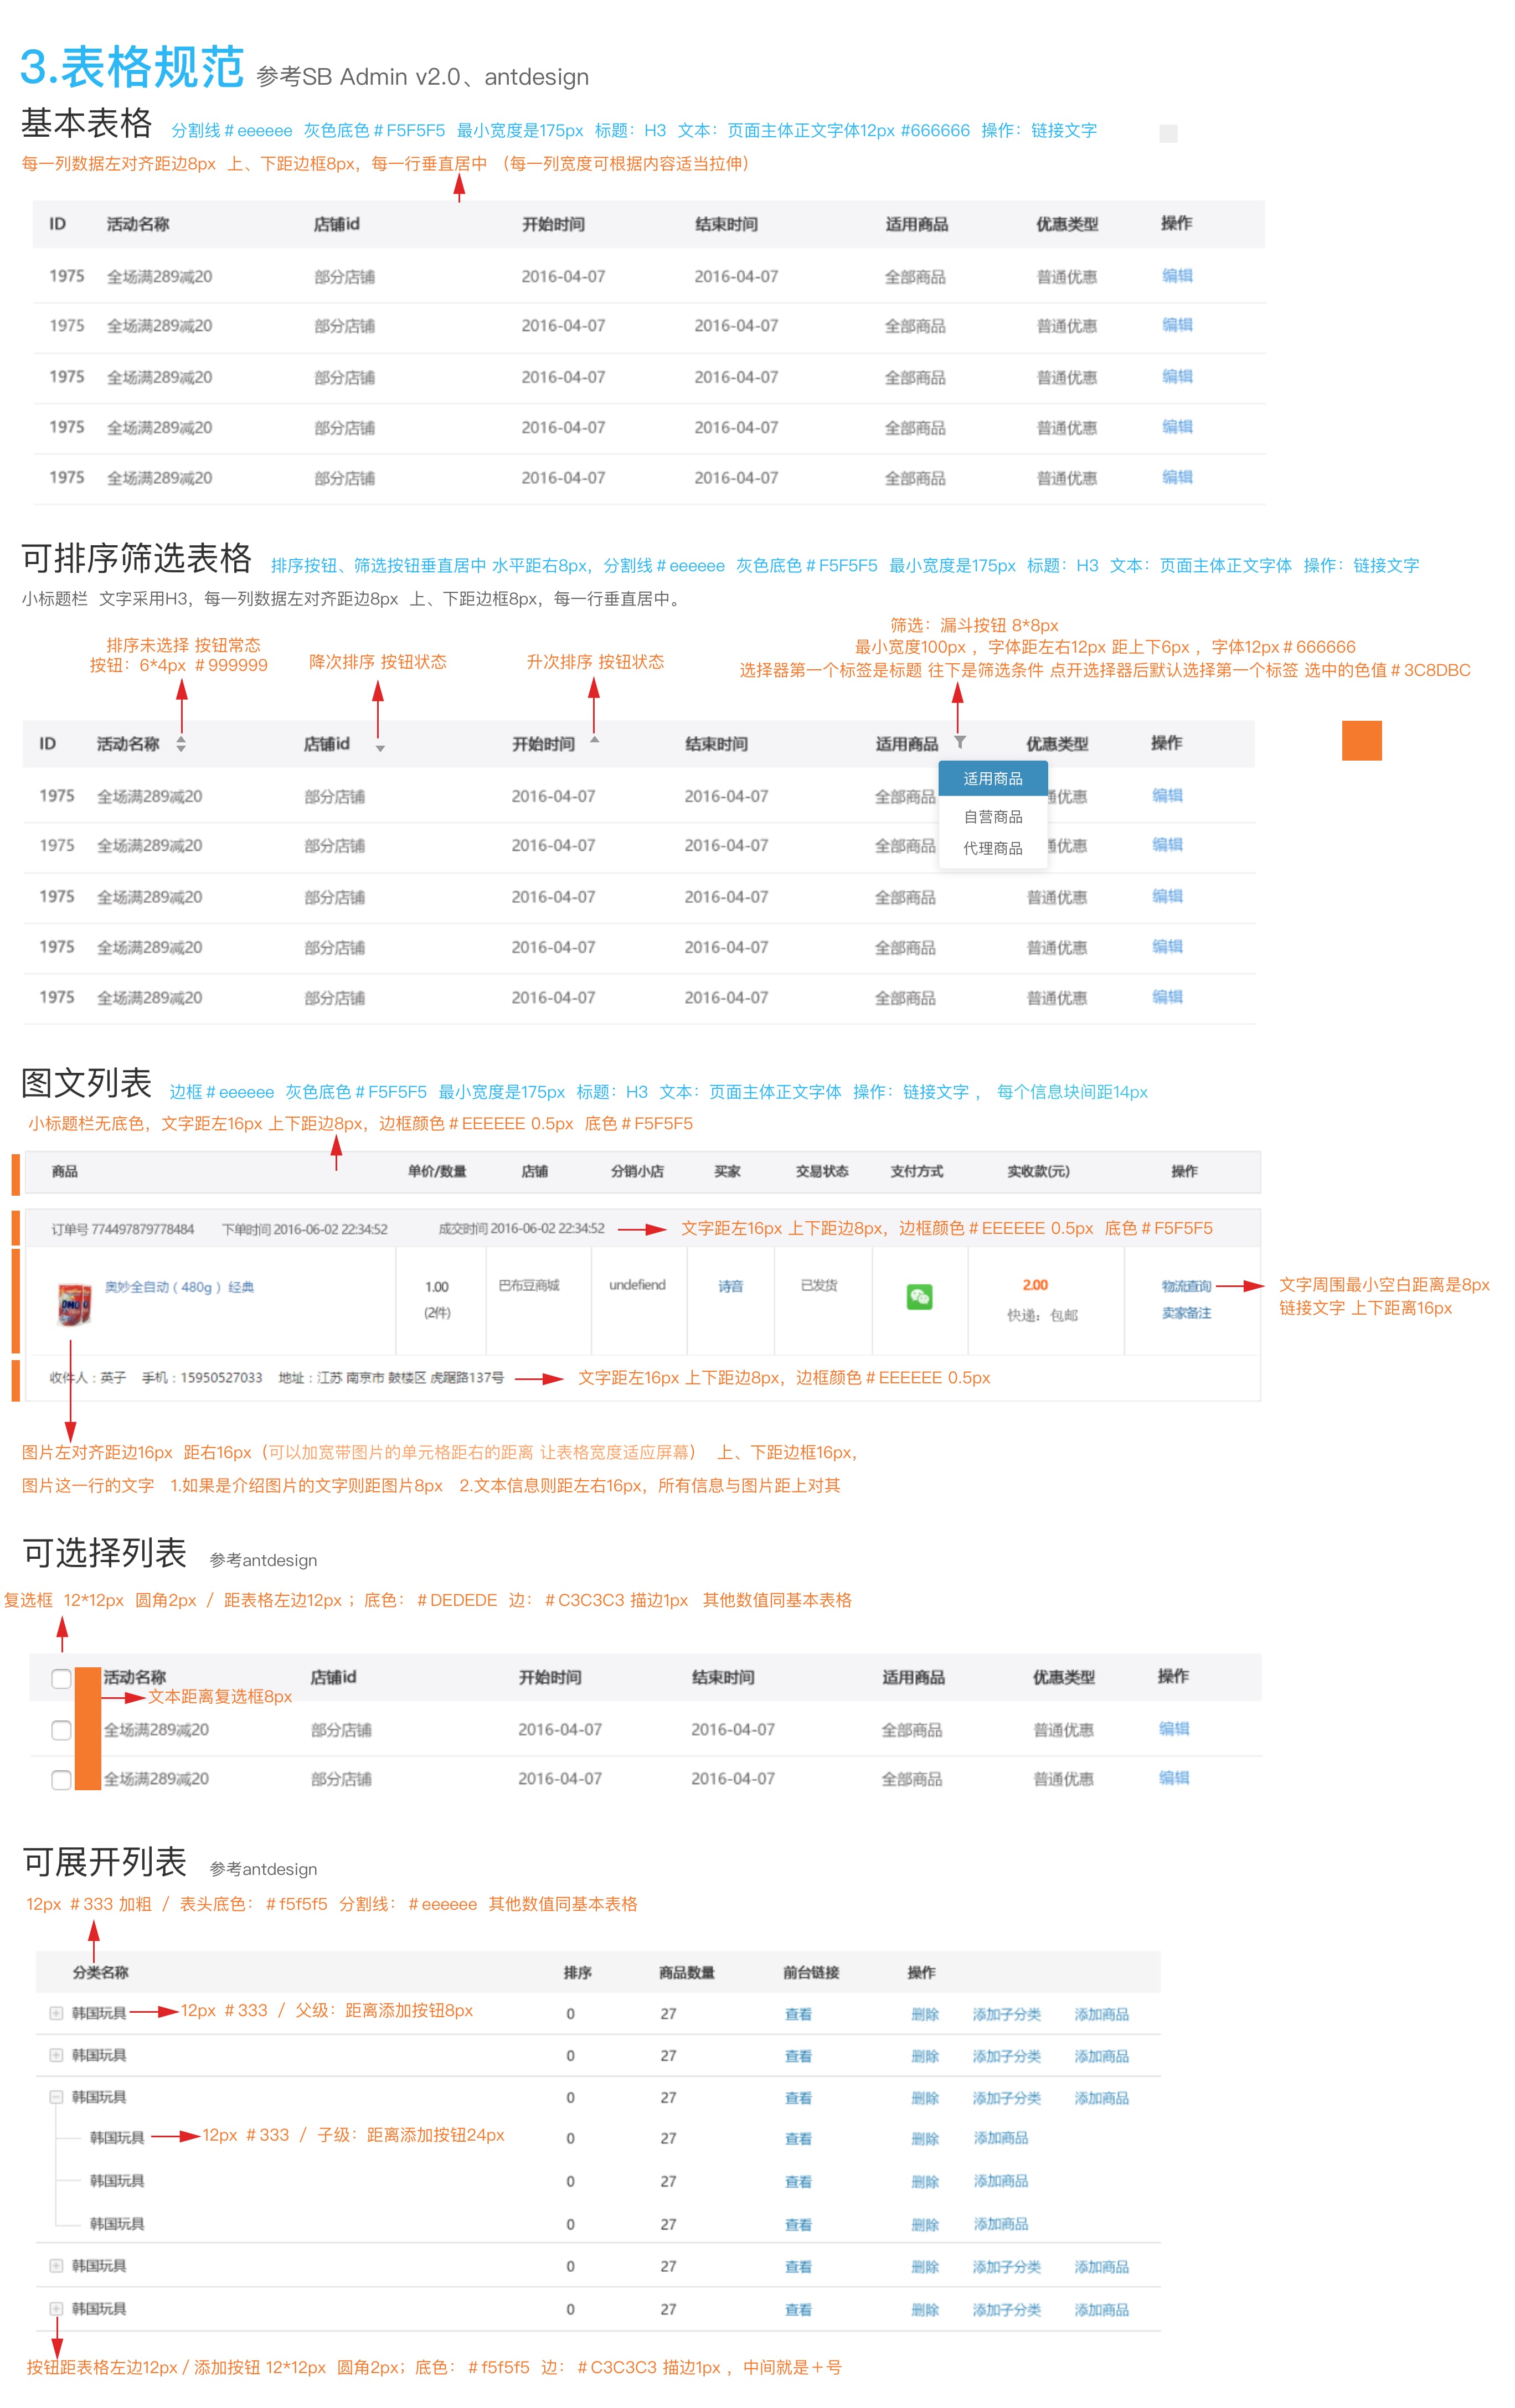 3.表格规范 参考SB Admin v2.0、antdesign
基本表格 分割线#eeeeee 灰色底色#F5F5F5 最小宽度是175px 标题：H3 文本：页面主体正文字体12px #666666 操作：链接文字
每一列数据左对齐距边8px 上、下距边框8px，每一行垂直居中 （每一列宽度可根据内容适当拉伸）
ID 活动名称 店铺id 开始时间 结束时间 适用商品 优惠类型 操作
1975 全场满289减20 部分店铺 2016-04-07 2016-04-07 全部商品 普通优惠 编辑
1975 全场满289减20 部分店铺 2016-04-07 2016-04-07 全部商品 普通优惠 编辑
1975 全场满289减20 部分店铺 2016-04-07 2016-04-07 全部商品 普通优惠 编辑
1975 全场满289减20 部分店铺 2016-04-07 2016-04-07 全部商品 普通优惠 编辑
1975 全场满289减20 部分店铺 2016-04-07 2016-04-07 全部商品 普通优惠 编辑
可排序筛选表格 排序按钮、筛选按钮垂直居中 水平距右8px，分割线#eeeeee 灰色底色#F5F5F5 最小宽度是175px 标题：H3 文本：页面主体正文字体 操作：链接文字
小标题栏 文字采用H3，每一列数据左对齐距边8px 上、下距边框8px，每一行垂直居中。
排序未选择 按钮常态
按钮：6*4px #999999
降次排序 按钮状态
升次排序 按钮状态
筛选：漏斗按钮 8*8px
最小宽度100px ，字体距左右12px 距上下6px ，字体12px#666666
选择器第一个标签是标题 往下是筛选条件 点开选择器后默认选择第一个标签 选中的色值#3C8DBC
ID 活动名称 店铺id 开始时间 结束时间 适用商品 优惠类型 操作
适用商品
自营商品
代理商品
1975 全场满289减20 部分店铺 2016-04-07 2016-04-07 全部商品 通优惠 编辑
1975 全场满289减20 部分店铺 2016-04-07 2016-04-07 全部商品 通优惠 编辑
1975 全场满289减20 部分店铺 2016-04-07 2016-04-07 全部商品 普通优惠 编辑
1975 全场满289减20 部分店铺 2016-04-07 2016-04-07 全部商品 普通优惠 编辑
1975 全场满289减20 部分店铺 2016-04-07 2016-04-07 全部商品 普通优惠 编辑
图文列表 边框#eeeeee 灰色底色#F5F5F5 最小宽度是175px 标题：H3 文本：页面主体正文字体 操作：链接文字 ， 每个信息块间距14px
小标题栏无底色，文字距左16px 上下距边8px，边框颜色#EEEEEE 0.5px 底色#F5F5F5
商品 单价/数量 店铺 分销小店 买家 交易状态 支付方式 实收款(元) 操作
订单号 774497879778484 下单时间 2016-06-02 22:34:52 成交时间 2016-06-02 22:34:52 文字距左16px 上下距边8px，边框颜色#EEEEEE 0.5px 底色#F5F5F5
奥妙全自动（480g）经典 1.00 巴布豆商城 undefiend 诗音 已发货 2.00 物流查询 文字周围最小空白距离是8px
(2件) 快递：包邮 卖家备注 链接文字 上下距离16px
OMO
收件人：英子 手机：15950527033 地址：江苏 南京市 鼓楼区 虎踞路137号 文字距左16px 上下距边8px，边框颜色#EEEEEE 0.5px
图片左对齐距边16px 距右16px（可以加宽带图片的单元格距右的距离 让表格宽度适应屏幕） 上、下距边框16px，
图片这一行的文字 1.如果是介绍图片的文字则距图片8px 2.文本信息则距左右16px，所有信息与图片距上对其
可选择列表 参考antdesign
复选框 12*12px 圆角2px / 距表格左边12px ；底色：#DEDEDE 边：#C3C3C3 描边1px 其他数值同基本表格
活动名称 店铺id 开始时间 结束时间 适用商品 优惠类型 操作
文本距离复选框8px
全场满289减20 部分店铺 2016-04-07 2016-04-07 全部商品 普通优惠 编辑
全场满289减20 部分店铺 2016-04-07 2016-04-07 全部商品 普通优惠 编辑
可展开列表 参考antdesign
12px #333 加粗 / 表头底色：#f5f5f5 分割线：#eeeeee 其他数值同基本表格
分类名称 排序 商品数量 前台链接 操作
韩国玩具 12px #333 / 父级：距离添加按钮8px 0 27 查看 删除 添加子分类 添加商品
韩国玩具 0 27 查看 删除 添加子分类 添加商品
韩国玩具 0 27 查看 删除 添加子分类 添加商品
韩国玩具 12px #333 / 子级：距离添加按钮24px 0 27 查看 删除 添加商品
韩国玩具 0 27 查看 删除 添加商品
韩国玩具 0 27 查看 删除 添加商品
韩国玩具 0 27 查看 删除 添加子分类 添加商品
韩国玩具 0 27 查看 删除 添加子分类 添加商品
按钮距表格左边12px/添加按钮 12*12px 圆角2px；底色：#f5f5f5 边：#C3C3C3 描边1px ，中间就是＋号